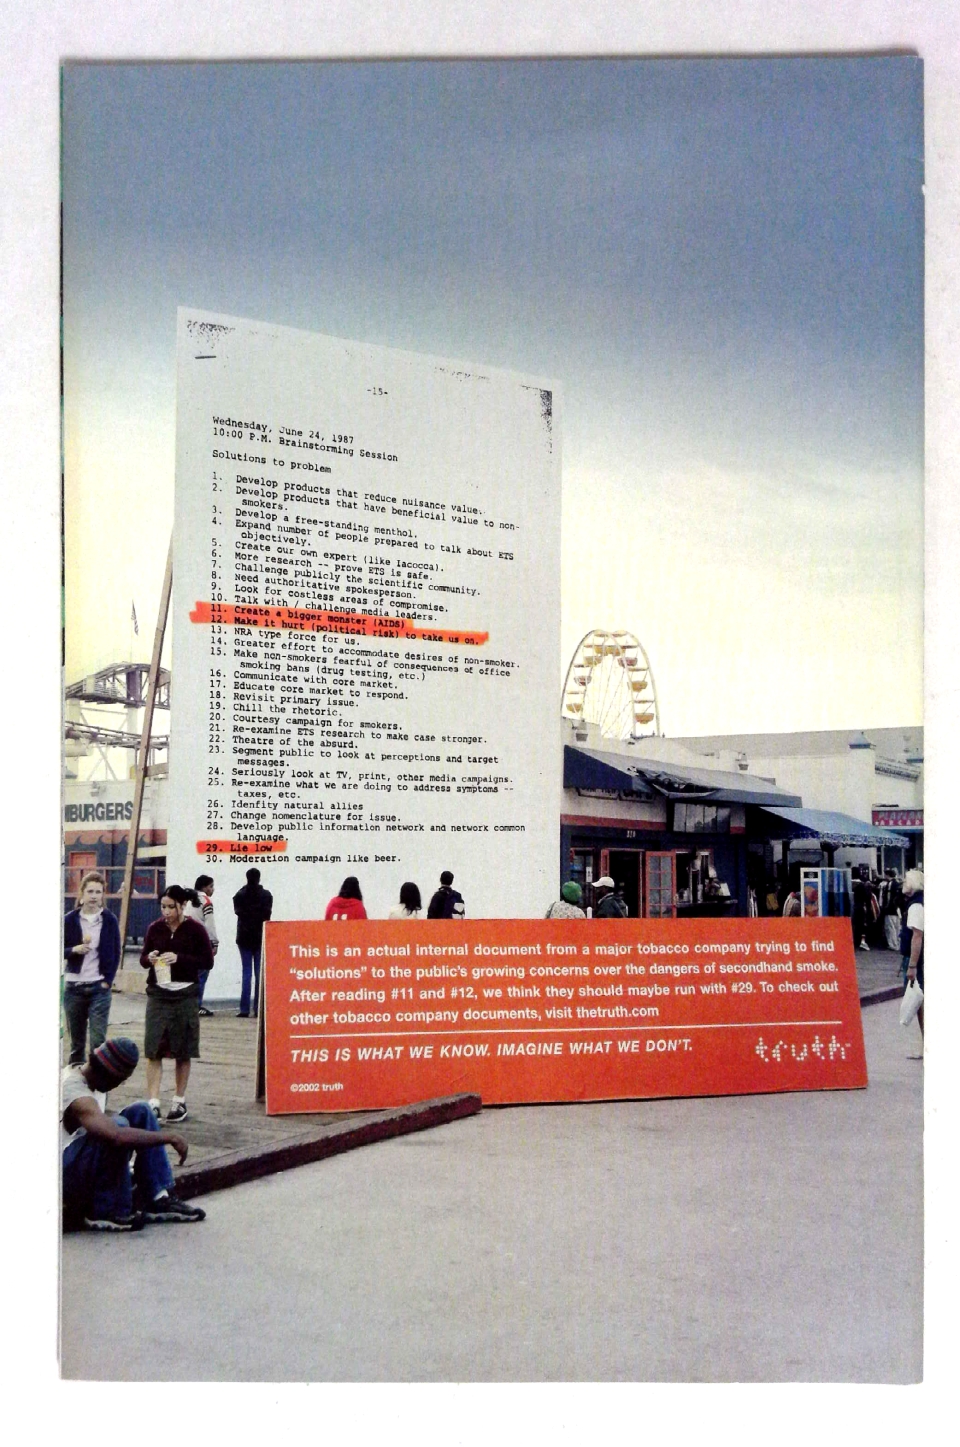 -15-
Wednesday, June 24, 1987
10:00 P.M. Brainstorming Session
Solutions to problem
1. Develop products that reduce nuisance value.
2. Develop products that have beneficial value to non-
smokers.
3. Develop a free-standing menthol.
4. Expand number of people prepared to talk about ETS
objectively.
5. Create our own expert (like Iacocca).
6. More research -- prove ETS is safe.
7. Challenge publicly the scientific community.
8. Need authoritative spokesperson.
9. Look for costless areas of compromise.
10. Talk with / challenge media leaders.
11. Create a bigger monster (AIDS)
12. Make it hurt (political risk) to take us on.
13. NRA type force for us.
14. Greater effort to accommodate desires of non-smoker.
15. Make non-smokers fearful of consequences of office
smoking bans (drug testing, etc.)
16. Communicate with core market.
17. Educate core market to respond.
18. Revisit primary issue.
19. Chill the rhetoric.
20. Courtesy campaign for smokers.
21. Re-examine ETS research to make case stronger.
22. Theatre of the absurd.
23. Segment public to look at perceptions and target
messages.
24. Seriously look at TV, print, other media campaigns.
25. Re-examine what we are doing to address symptoms --
taxes, etc.
26. Idenfity natural allies
27. Change nomenclature for issue.
28. Develop public information network and network common
language.
29. Lie low
30. Moderation campaign like beer.
MBURGERS
This is an actual internal document from a major tobacco company trying to find
"solutions" to the public's growing concerns over the dangers of secondhand smoke.
After reading #11 and #12, we think they should maybe run with #29. To check out
other tobacco company documents, visit thetruth.com
THIS IS WHAT WE KNOW. IMAGINE WHAT WE DON'T.
truth
©2002 truth